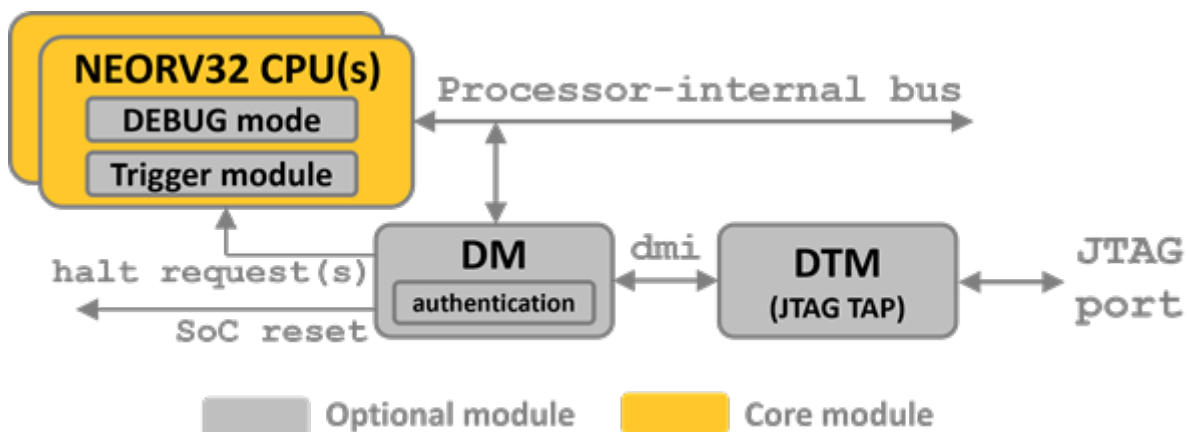 NEORV32 CPU(s)
DEBUG mode
Trigger module
Processor-internal bus
halt request(s)
SoC reset
DM
authentication
dmi
DTM
(JTAG TAP)
JTAG
port
Optional module
Core module